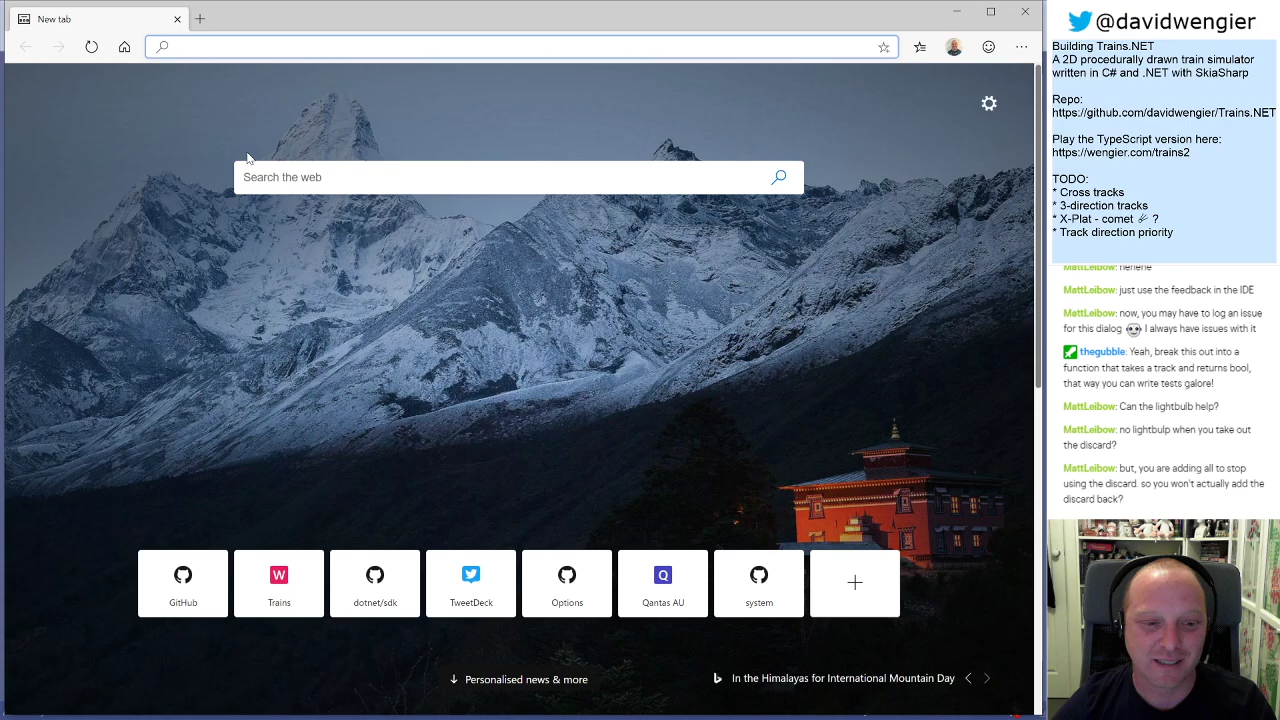 New tab
@davidwengier
Building Trains.NET
A 2D procedurally drawn train simulator
written in C# and .NET with SkiaSharp
Repo:
https://github.com/davidwengier/Trains.NET
Play the TypeScript version here:
https://wengier.com/trains2
TODO:
* Cross tracks
* 3-direction tracks
* X-Plat - comet ☄ ?
* Track direction priority
Search the web
MattLeibow: hehehe
MattLeibow: just use the feedback in the IDE
MattLeibow: now, you may have to log an issue
for this dialog I always have issues with it
thegubble: Yeah, break this out into a
function that takes a track and returns bool,
that way you can write tests galore!
MattLeibow: Can the lightbulb help?
MattLeibow: no lightbulp when you take out
the discard?
MattLeibow: but, you are adding all to stop
using the discard. so you won't actually add the
discard back?
W
Q
GitHub
Trains
dotnet/sdk
TweetDeck
Options
Qantas AU
system
Personalised news & more
In the Himalayas for International Mountain Day